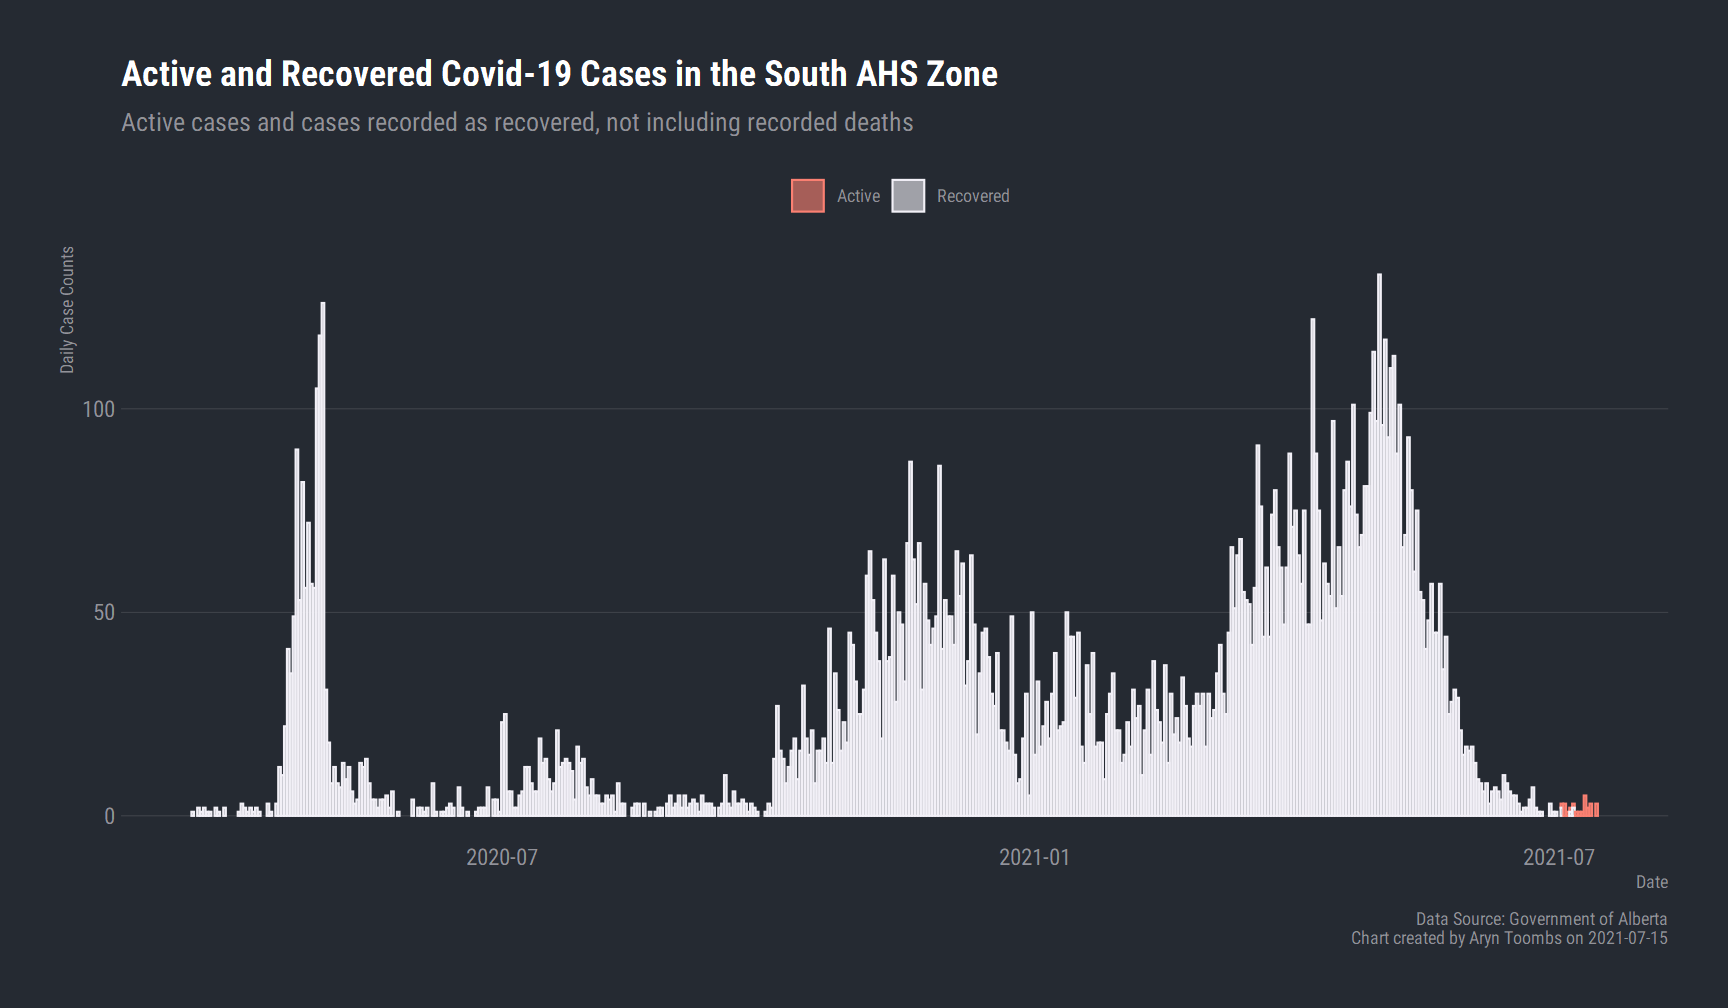 Active and Recovered Covid-19 Cases in the South AHS Zone
Active cases and cases recorded as recovered, not including recorded deaths
Active
Recovered
Daily Case Counts
100
50
0
2020-07
2021-01
2021-07
Date
Data Source: Government of Alberta
Chart created by Aryn Toombs on 2021-07-15